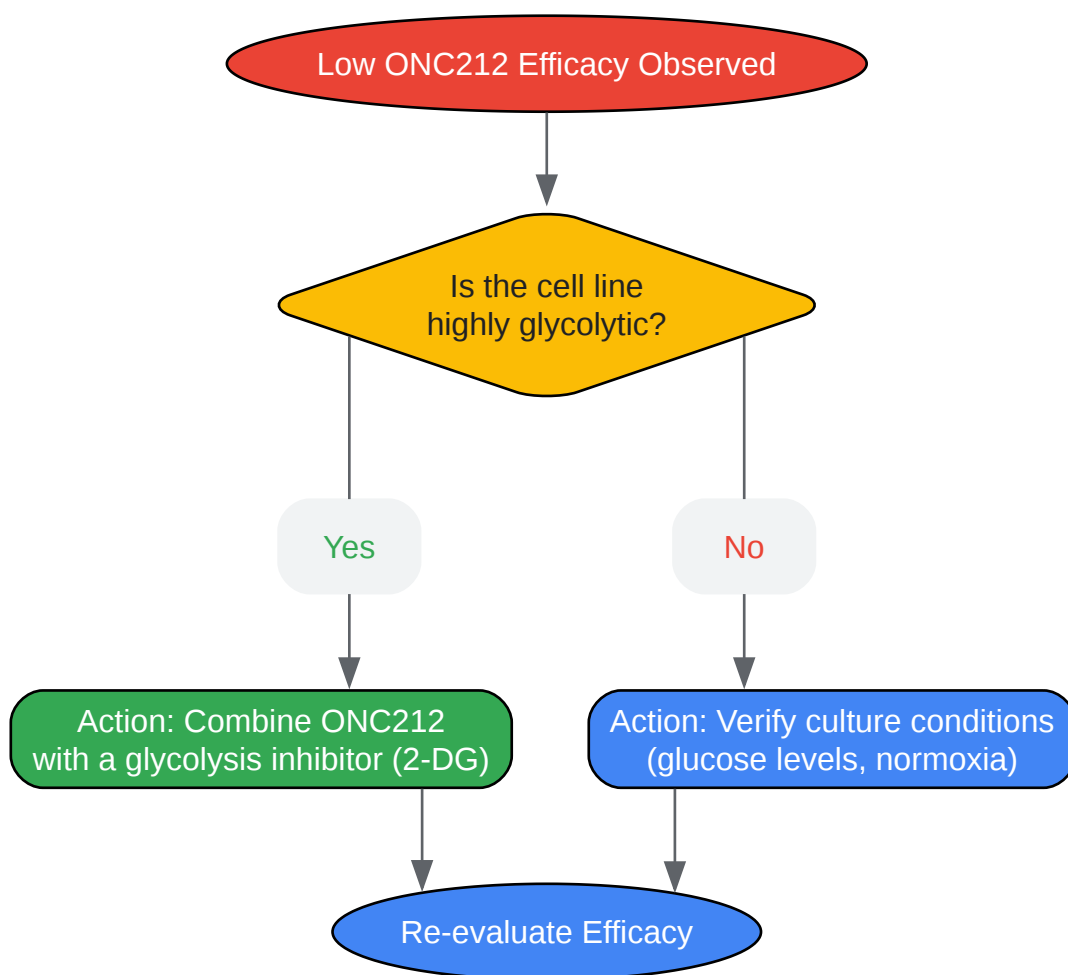 Low ONC212 Efficacy Observed
Is the cell line
highly glycolytic?
Yes
No
Action: Combine ONC212
with a glycolysis inhibitor (2-DG)
Action: Verify culture conditions
(glucose levels, normoxia)
Re-evaluate Efficacy